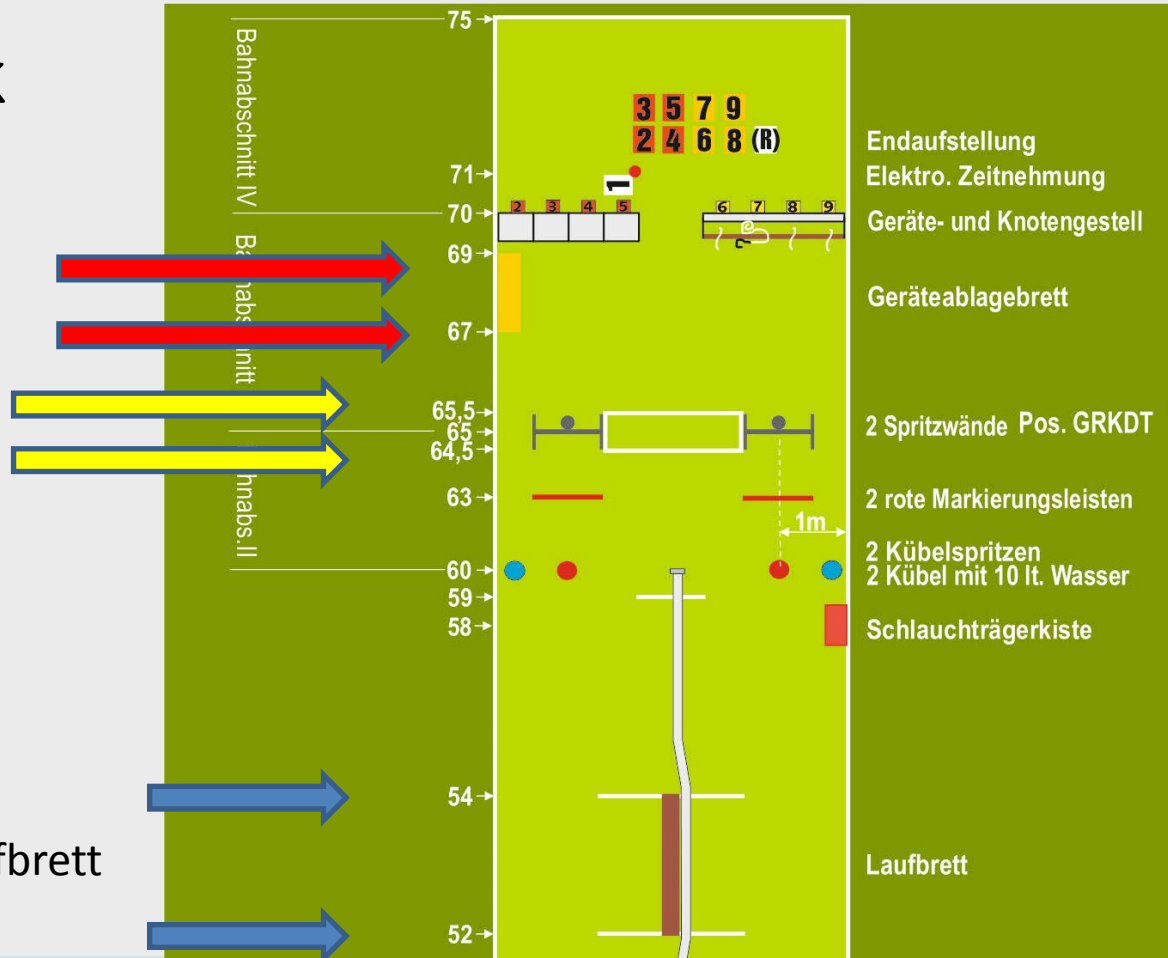 75
Bahnabschnitt IV
3 5 7 9
2 4 6 8 (R)
Endaufstellung
71
1
Elektro. Zeitnehmung
70
2 3 4 5
6 7 8 9
Geräte- und Knotengestell
69
Geräteablagebrett
67
65,5
65
2 Spritzwände Pos. GRKDT
64,5
63
2 rote Markierungsleisten
1m
2 Kübelspritzen
60
2 Kübel mit 10 lt. Wasser
59
58
Schlauchträgerkiste
54
Laufbrett
52